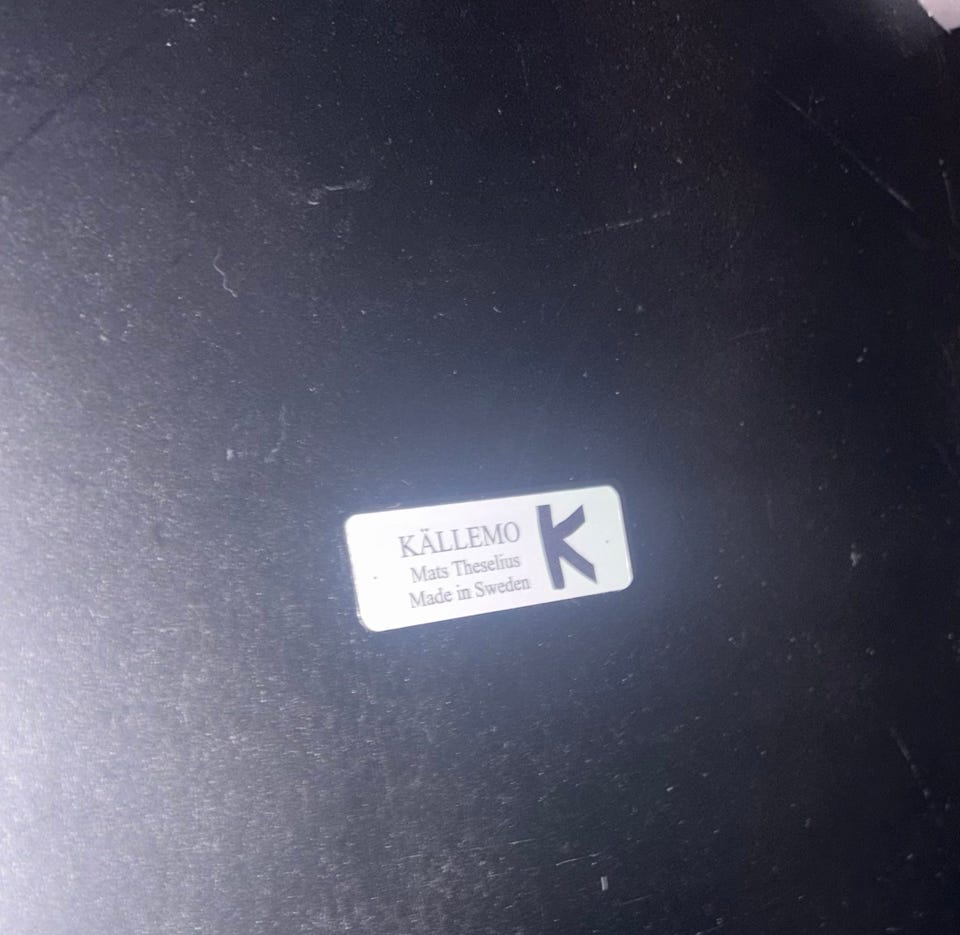 KÄLLEMO
Mats Theselius
Made in Sweden
K